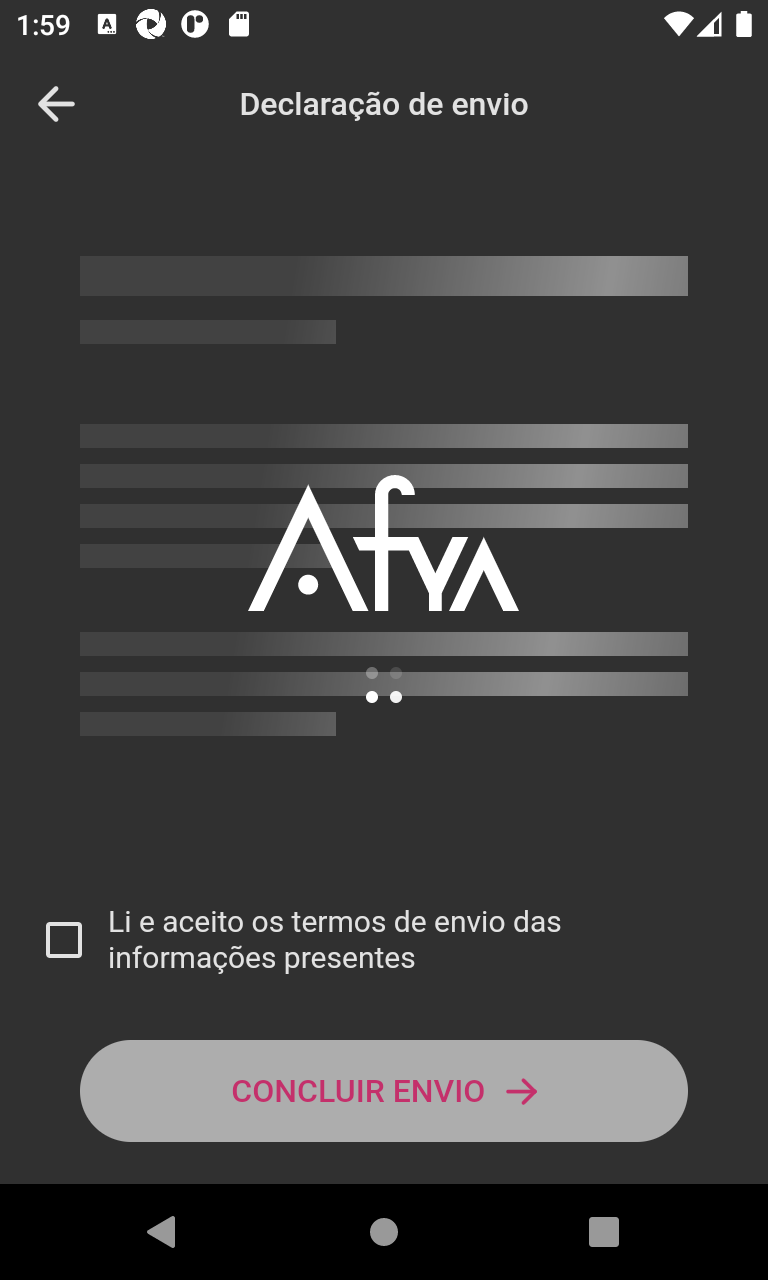 1:59
Declaração de envio
Afya
Li e aceito os termos de envio das
informações presentes
CONCLUIR ENVIO